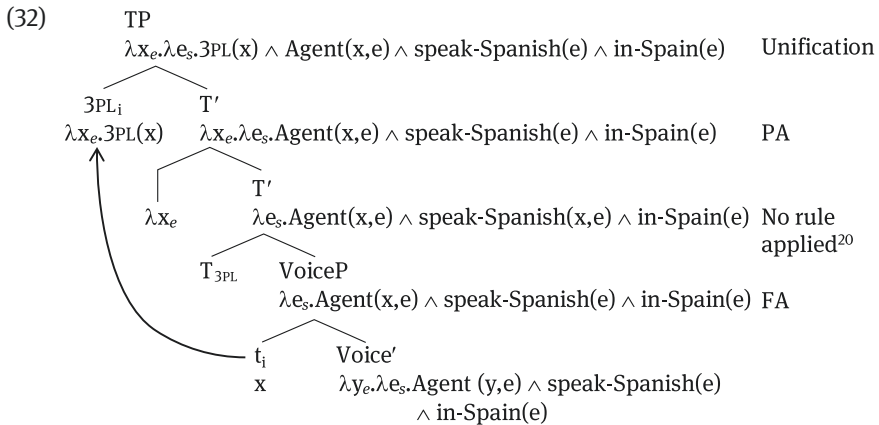 (32) TP
λxₑ.λeₛ.3PL(x) ∧ Agent(x,e) ∧ speak-Spanish(e) ∧ in-Spain(e) Unification
3PLᵢ T′
λxₑ.3PL(x) λxₑ.λeₛ.Agent(x,e) ∧ speak-Spanish(e) ∧ in-Spain(e) PA
T′
λxₑ λeₛ.Agent(x,e) ∧ speak-Spanish(x,e) ∧ in-Spain(e) No rule
applied²⁰
T3PL VoiceP
λeₛ.Agent(x,e) ∧ speak-Spanish(e) ∧ in-Spain(e) FA
tᵢ Voice′
x λyₑ.λeₛ.Agent (y,e) ∧ speak-Spanish(e)
∧ in-Spain(e)